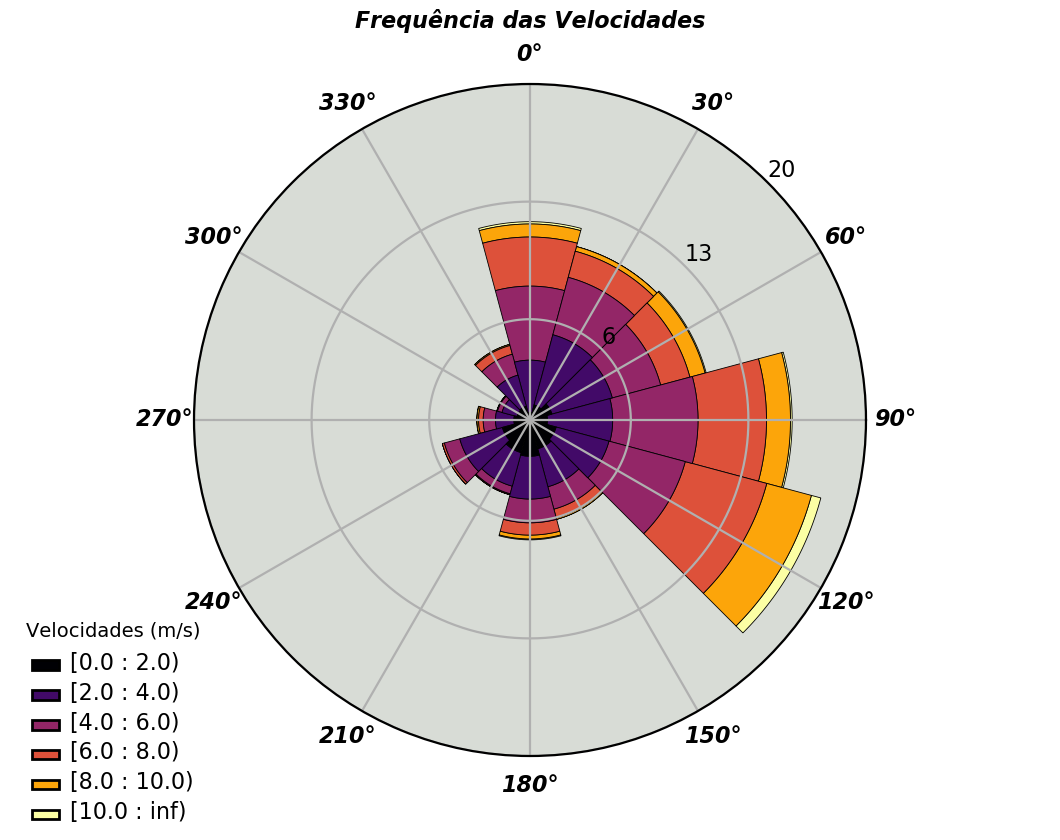 Frequência das Velocidades
0°
330°
30°
20
300°
60°
13
6
270°
90°
240°
120°
210°
150°
180°
Velocidades (m/s)
[0.0 : 2.0)
[2.0 : 4.0)
[4.0 : 6.0)
[6.0 : 8.0)
[8.0 : 10.0)
[10.0 : inf)